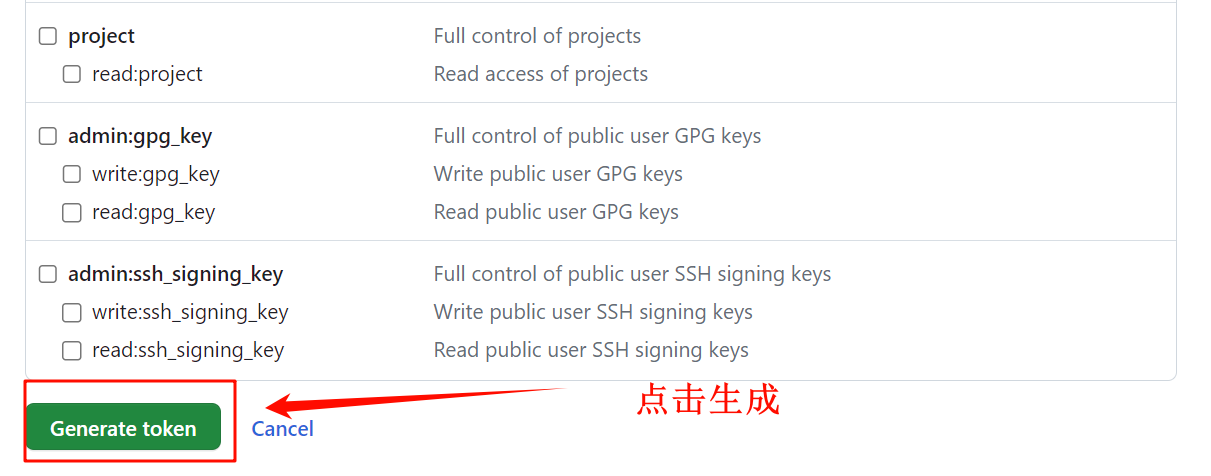 project Full control of projects
read:project Read access of projects
admin:gpg_key Full control of public user GPG keys
write:gpg_key Write public user GPG keys
read:gpg_key Read public user GPG keys
admin:ssh_signing_key Full control of public user SSH signing keys
write:ssh_signing_key Write public user SSH signing keys
read:ssh_signing_key Read public user SSH signing keys
点击生成
Generate token Cancel